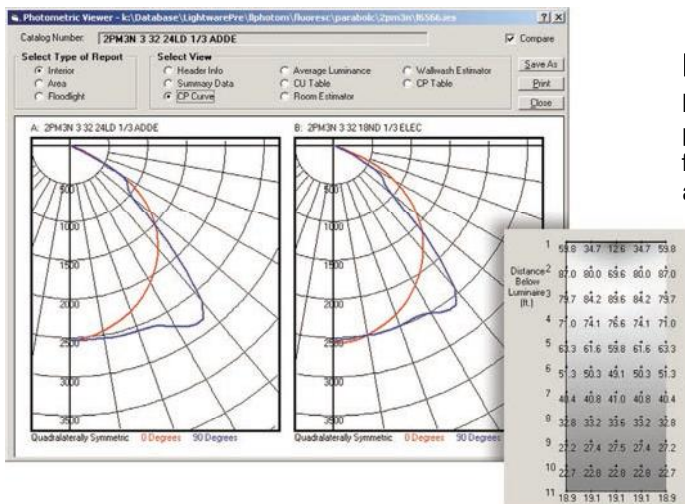 Photometric Viewer - k:\Database\LightwarePre\flphotom\fluoresc\parabolic\2pm3n\lf6566.ies
Catalog Number: 2PM3N 3 32 24LD 1/3 ADDE Compare
Select Type of Report
Interior
Area
Floodlight
Select View
Header Info Average Luminance Wallwash Estimator
Summary Data CU Table CP Table
CP Curve Room Estimator
Save As
Print
Close
A: 2PM3N 3 32 24LD 1/3 ADDE
500
1000
1500
2000
2500
3000
3500
Quadralaterally Symmetric 0 Degrees 90 Degrees
B: 2PM3N 3 32 18ND 1/3 ELEC
500
1000
1500
2000
2500
3000
3500
Quadralaterally Symmetric 0 Degrees 90 Degrees
Distance
Below
Luminaire
(ft.)
1 59.8 34.7 12.6 34.7 59.8
2 87.0 80.0 69.6 80.0 87.0
3 79.7 84.2 89.6 84.2 79.7
4 71.0 74.1 76.6 74.1 71.0
5 63.3 61.6 59.8 61.6 63.3
6 51.3 50.3 49.1 50.3 51.3
7 40.4 40.8 41.0 40.8 40.4
8 32.8 33.2 33.6 33.2 32.8
9 27.2 27.4 27.5 27.4 27.2
10 22.7 22.8 22.8 22.8 22.7
11 18.9 19.1 19.1 19.1 18.9